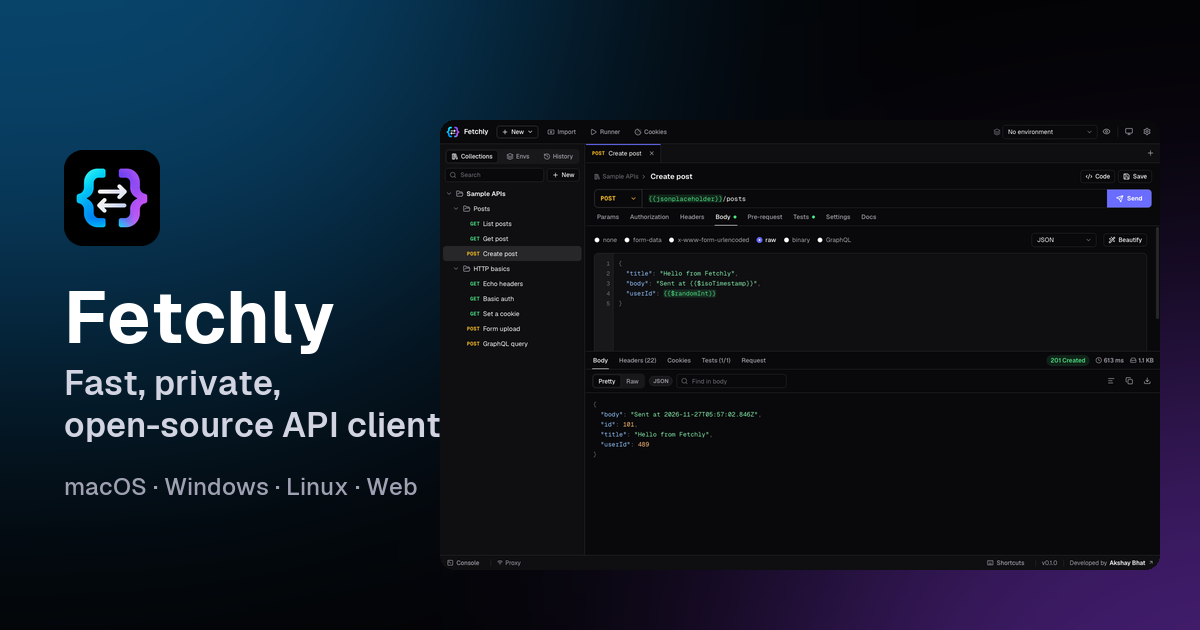 Fetchly
Fast, private,
open-source API client
macOS · Windows · Linux · Web
Fetchly
New
Import
Runner
Cookies
No environment
Collections
Envs
History
Search
New
Sample APIs
Posts
GET List posts
GET Get post
POST Create post
HTTP basics
GET Echo headers
GET Basic auth
GET Set a cookie
POST Form upload
POST GraphQL query
POST Create post
Sample APIs > Create post
Code
Save
POST
{{jsonplaceholder}}/posts
Send
Params Authorization Headers Body Pre-request Tests Settings Docs
none form-data x-www-form-urlencoded raw binary GraphQL
JSON
Beautify
1 {
2 "title": "Hello from Fetchly",
3 "body": "Sent at {{$isoTimestamp}}",
4 "userId": {{$randomInt}}
5 }
Body Headers (22) Cookies Tests (1/1) Request
201 Created 613 ms 1.1 KB
Pretty Raw JSON Find in body
{
"body": "Sent at 2026-11-27T05:57:02.846Z",
"id": 101,
"title": "Hello from Fetchly",
"userId": 489
}
Console Proxy
Shortcuts v0.1.0 Developed by Akshay Bhat